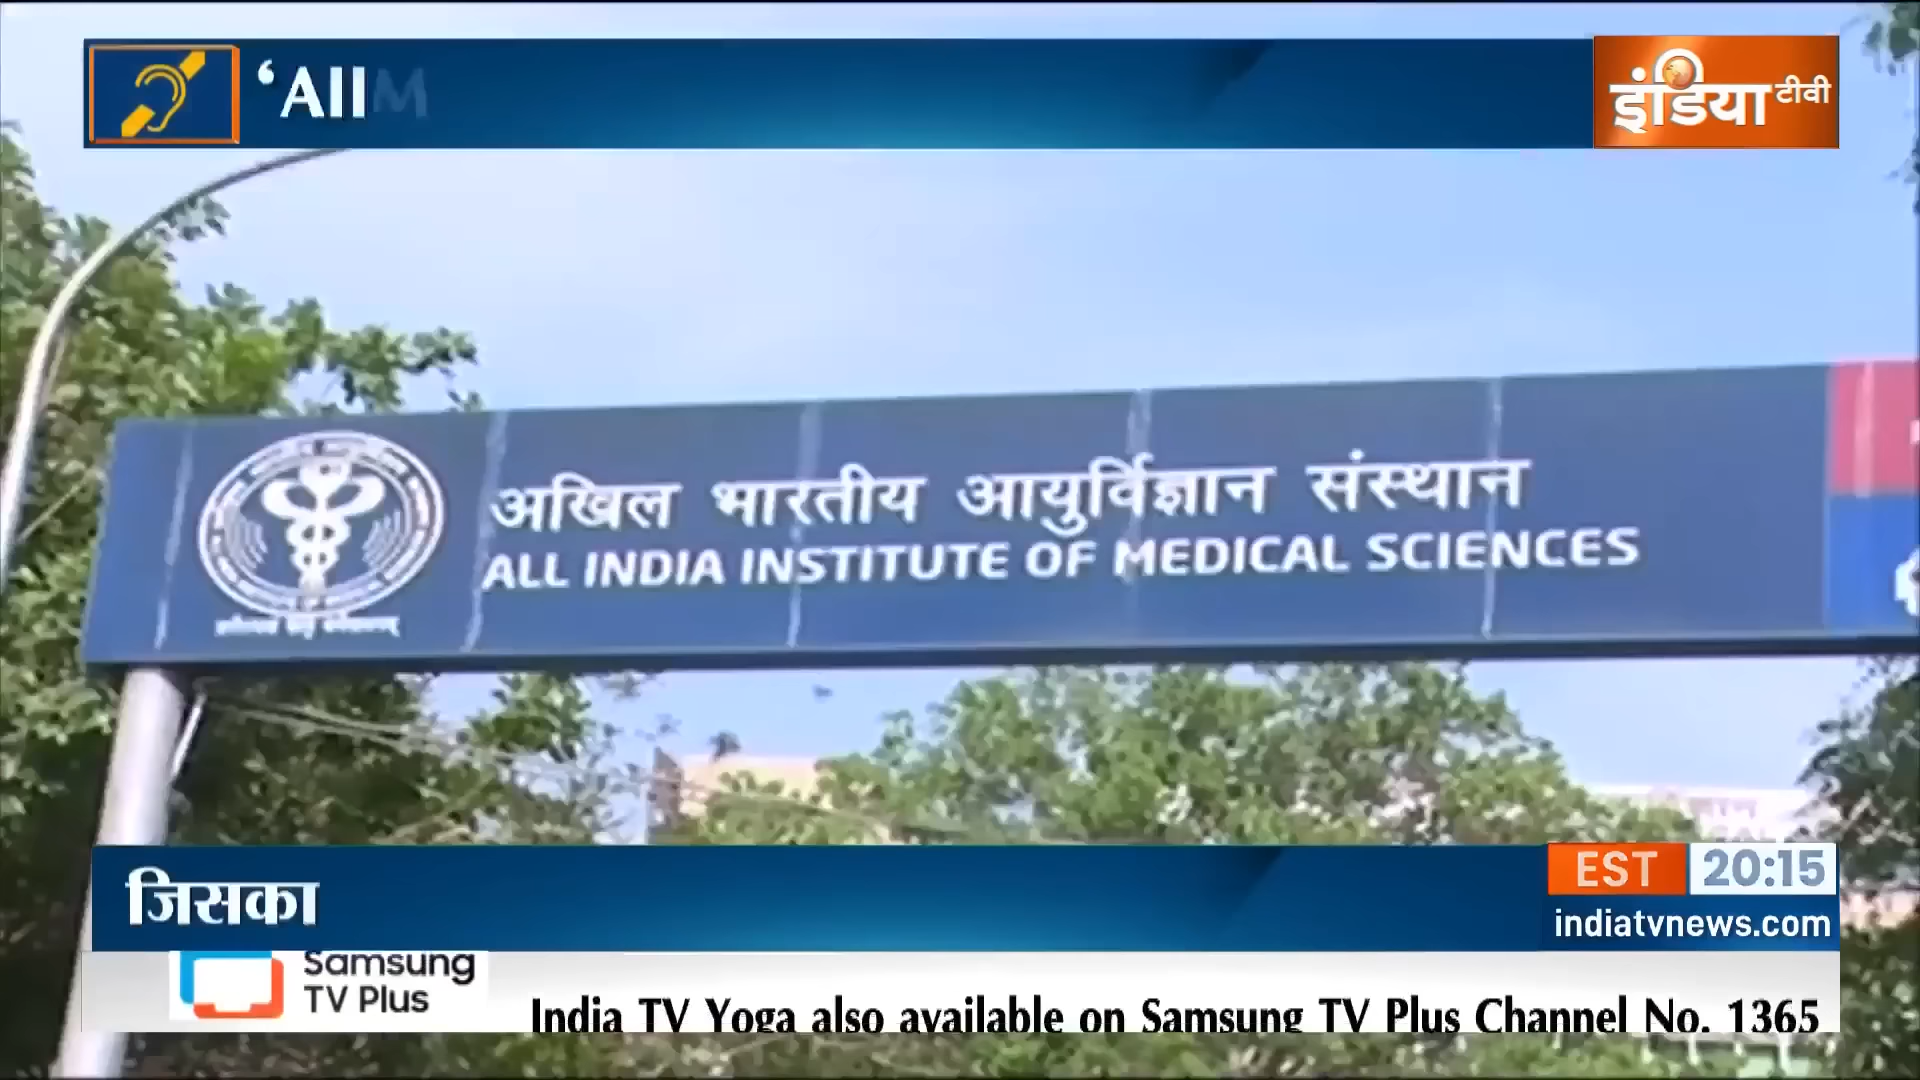 ‘AIIM
इंडिया टीवी
अखिल भारतीय आयुर्विज्ञान संस्थान
ALL INDIA INSTITUTE OF MEDICAL SCIENCES
जिसका
EST 20:15
indiatvnews.com
Samsung
TV Plus
India TV Yoga also available on Samsung TV Plus Channel No. 1365